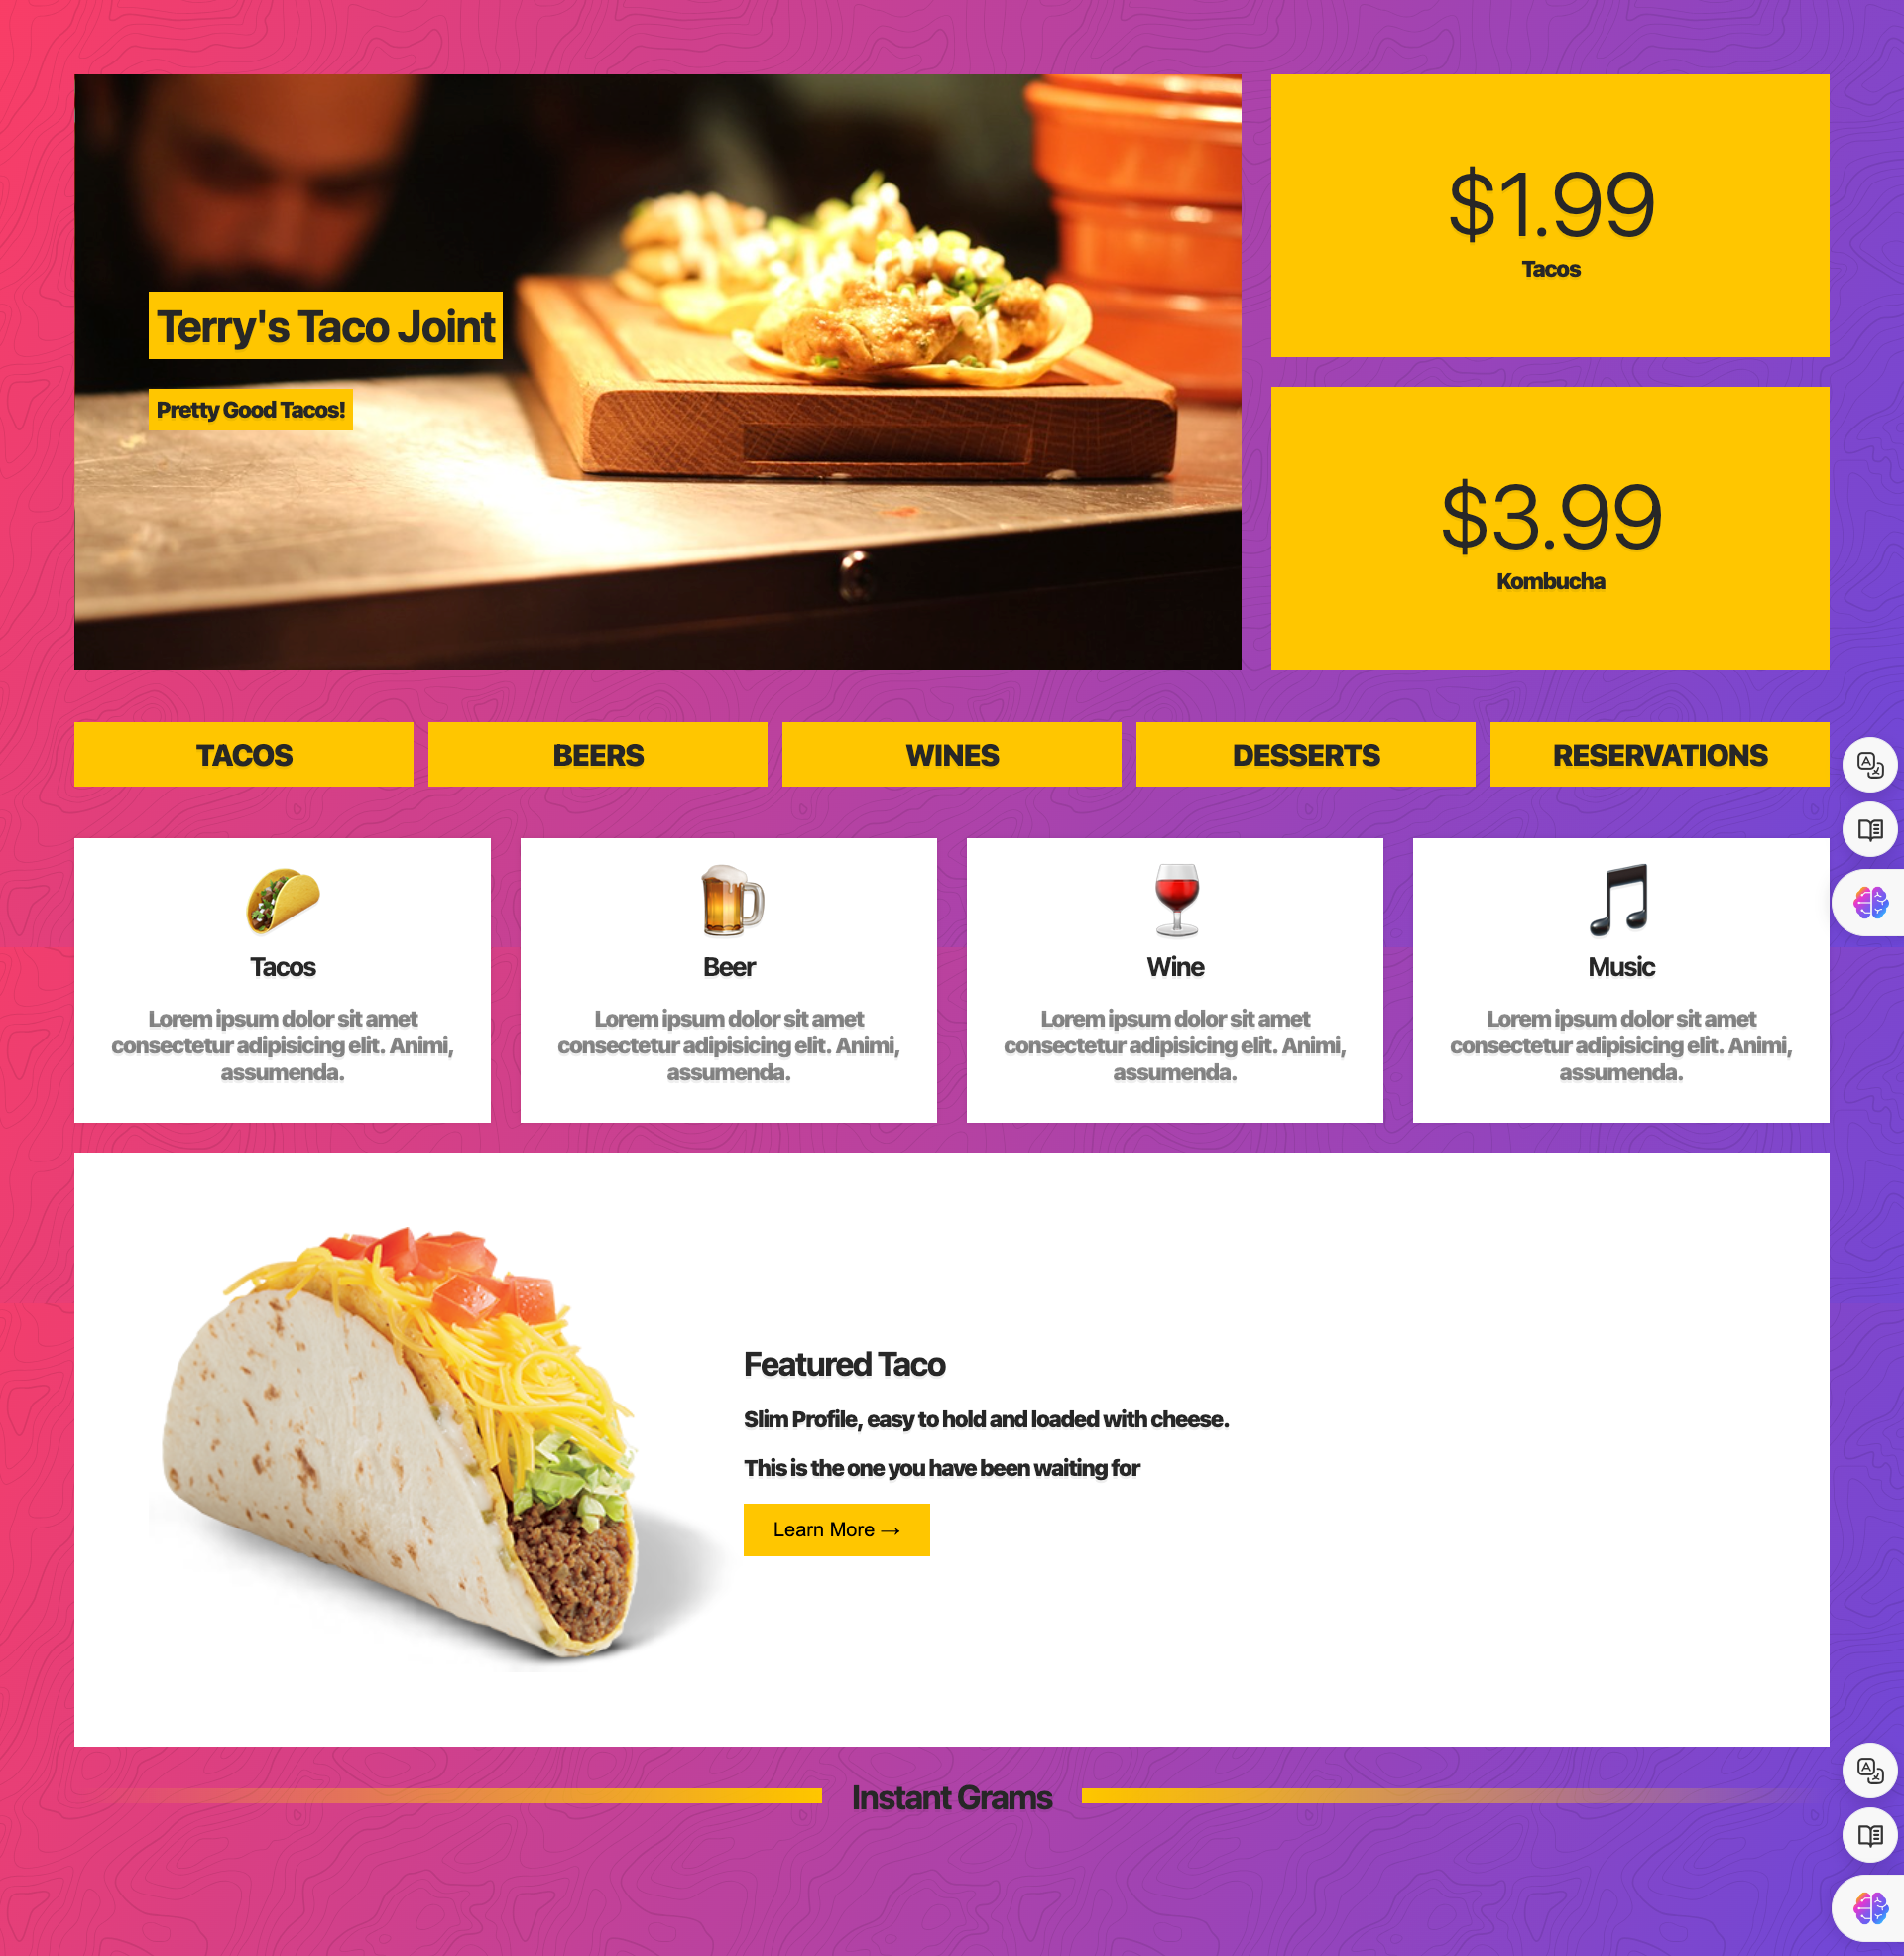 Terry's Taco Joint
Pretty Good Tacos!
$1.99
Tacos
$3.99
Kombucha
TACOS
BEERS
WINES
DESSERTS
RESERVATIONS
Tacos
Lorem ipsum dolor sit amet
consectetur adipisicing elit. Animi,
assumenda.
Beer
Lorem ipsum dolor sit amet
consectetur adipisicing elit. Animi,
assumenda.
Wine
Lorem ipsum dolor sit amet
consectetur adipisicing elit. Animi,
assumenda.
Music
Lorem ipsum dolor sit amet
consectetur adipisicing elit. Animi,
assumenda.
Featured Taco
Slim Profile, easy to hold and loaded with cheese.
This is the one you have been waiting for
Learn More →
Instant Grams